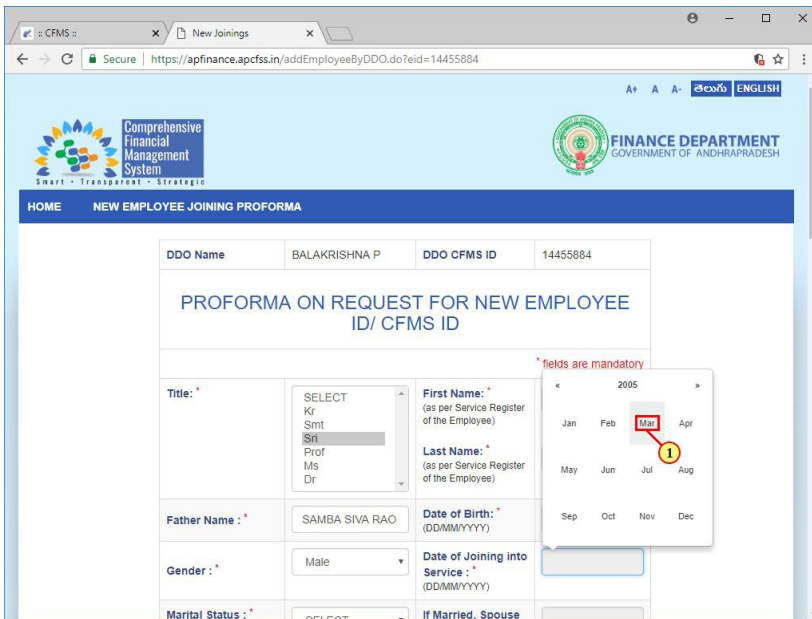 :: CFMS ::
New Joinings
Secure | https://apfinance.apcfss.in/addEmployeeByDDO.do?eid=14455884
A+ A A- తెలుగు ENGLISH
Comprehensive
Financial
Management
System
Smart - Transparent - Strategic
FINANCE DEPARTMENT
GOVERNMENT OF ANDHRAPRADESH
HOME NEW EMPLOYEE JOINING PROFORMA
DDO Name BALAKRISHNA P DDO CFMS ID 14455884
PROFORMA ON REQUEST FOR NEW EMPLOYEE
ID/ CFMS ID
* fields are mandatory
Title: *
SELECT
Kr
Smt
Sri
Prof
Ms
Dr
First Name: *
(as per Service Register
of the Employee)
Last Name: *
(as per Service Register
of the Employee)
« 2005 »
Jan Feb Mar Apr
1
May Jun Jul Aug
Sep Oct Nov Dec
Father Name : * SAMBA SIVA RAO
Date of Birth: *
(DD/MM/YYYY)
Gender : * Male
Date of Joining into
Service : *
(DD/MM/YYYY)
Marital Status : * SELECT
If Married, Spouse